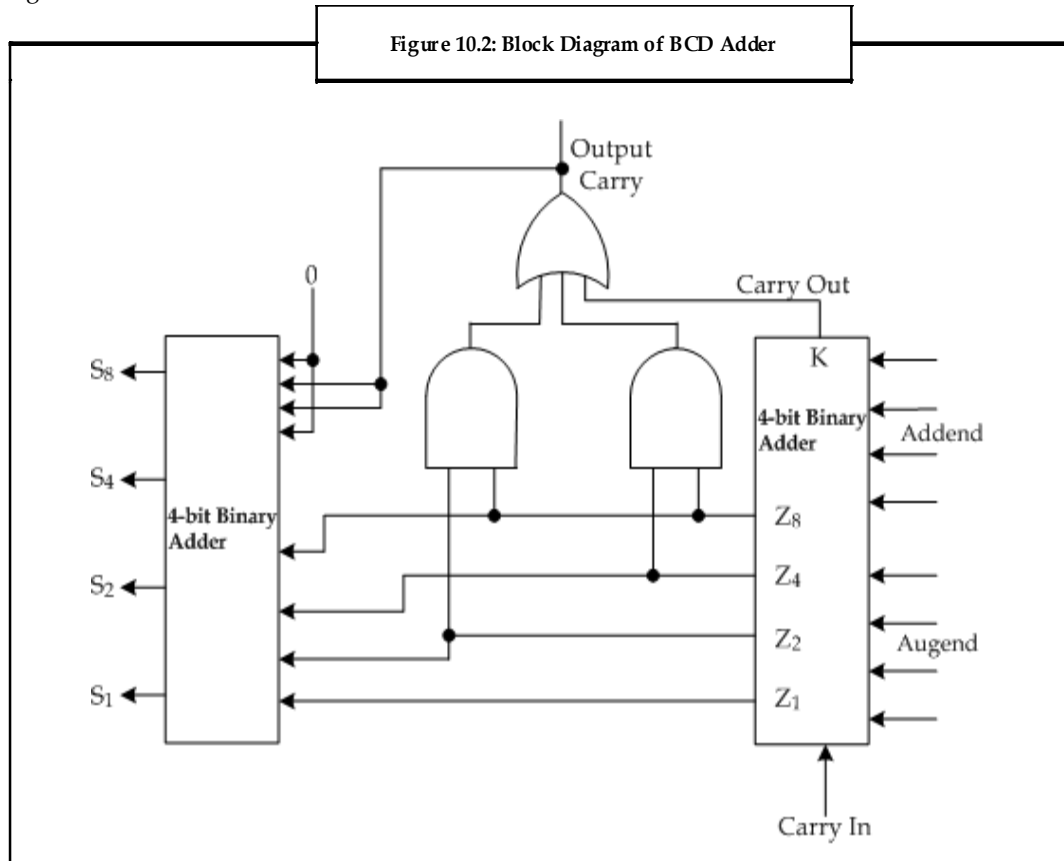 Figure 10.2: Block Diagram of BCD Adder
Output
Carry
0
Carry Out
K
S8
4-bit Binary
Adder
Addend
S4
4-bit Binary
Adder
Z8
Z4
S2
Z2
Augend
S1
Z1
Carry In